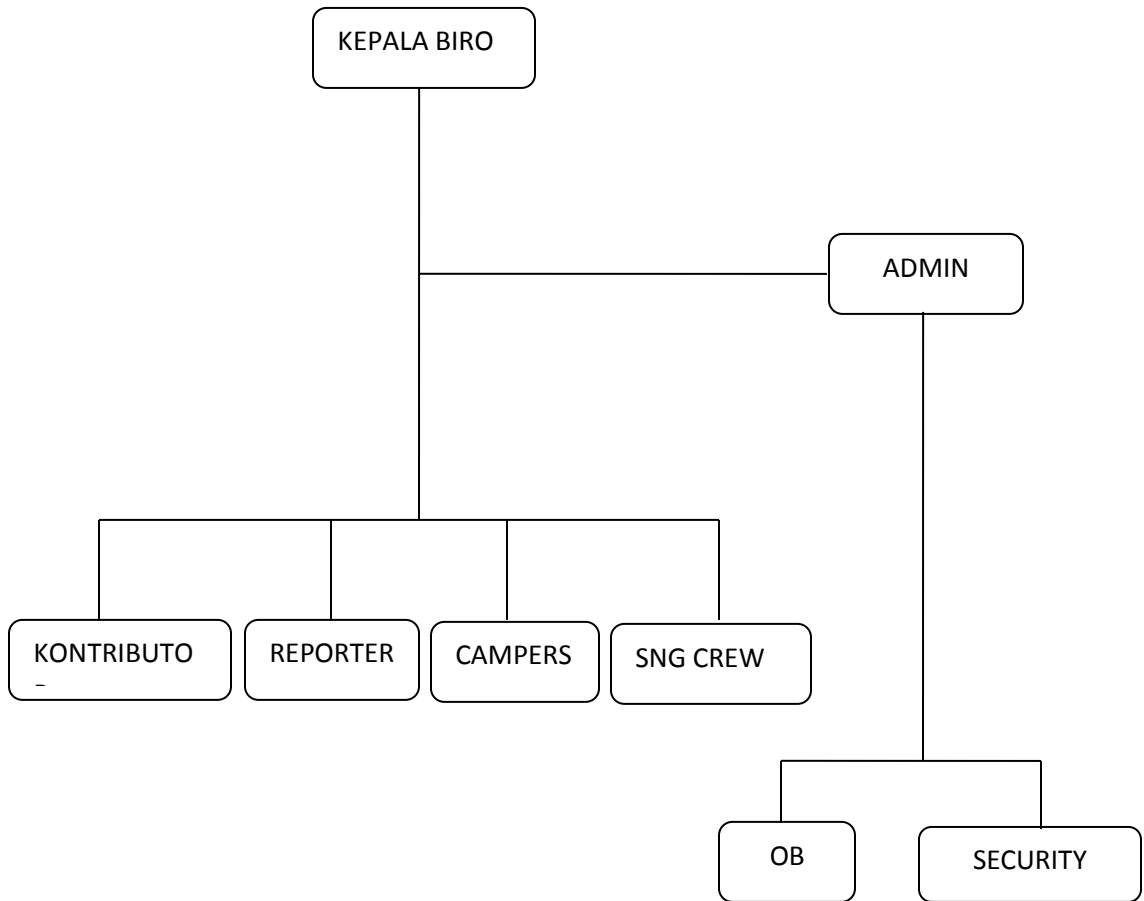 KEPALA BIRO
ADMIN
KONTRIBUTO
REPORTER
CAMPERS
SNG CREW
OB
SECURITY